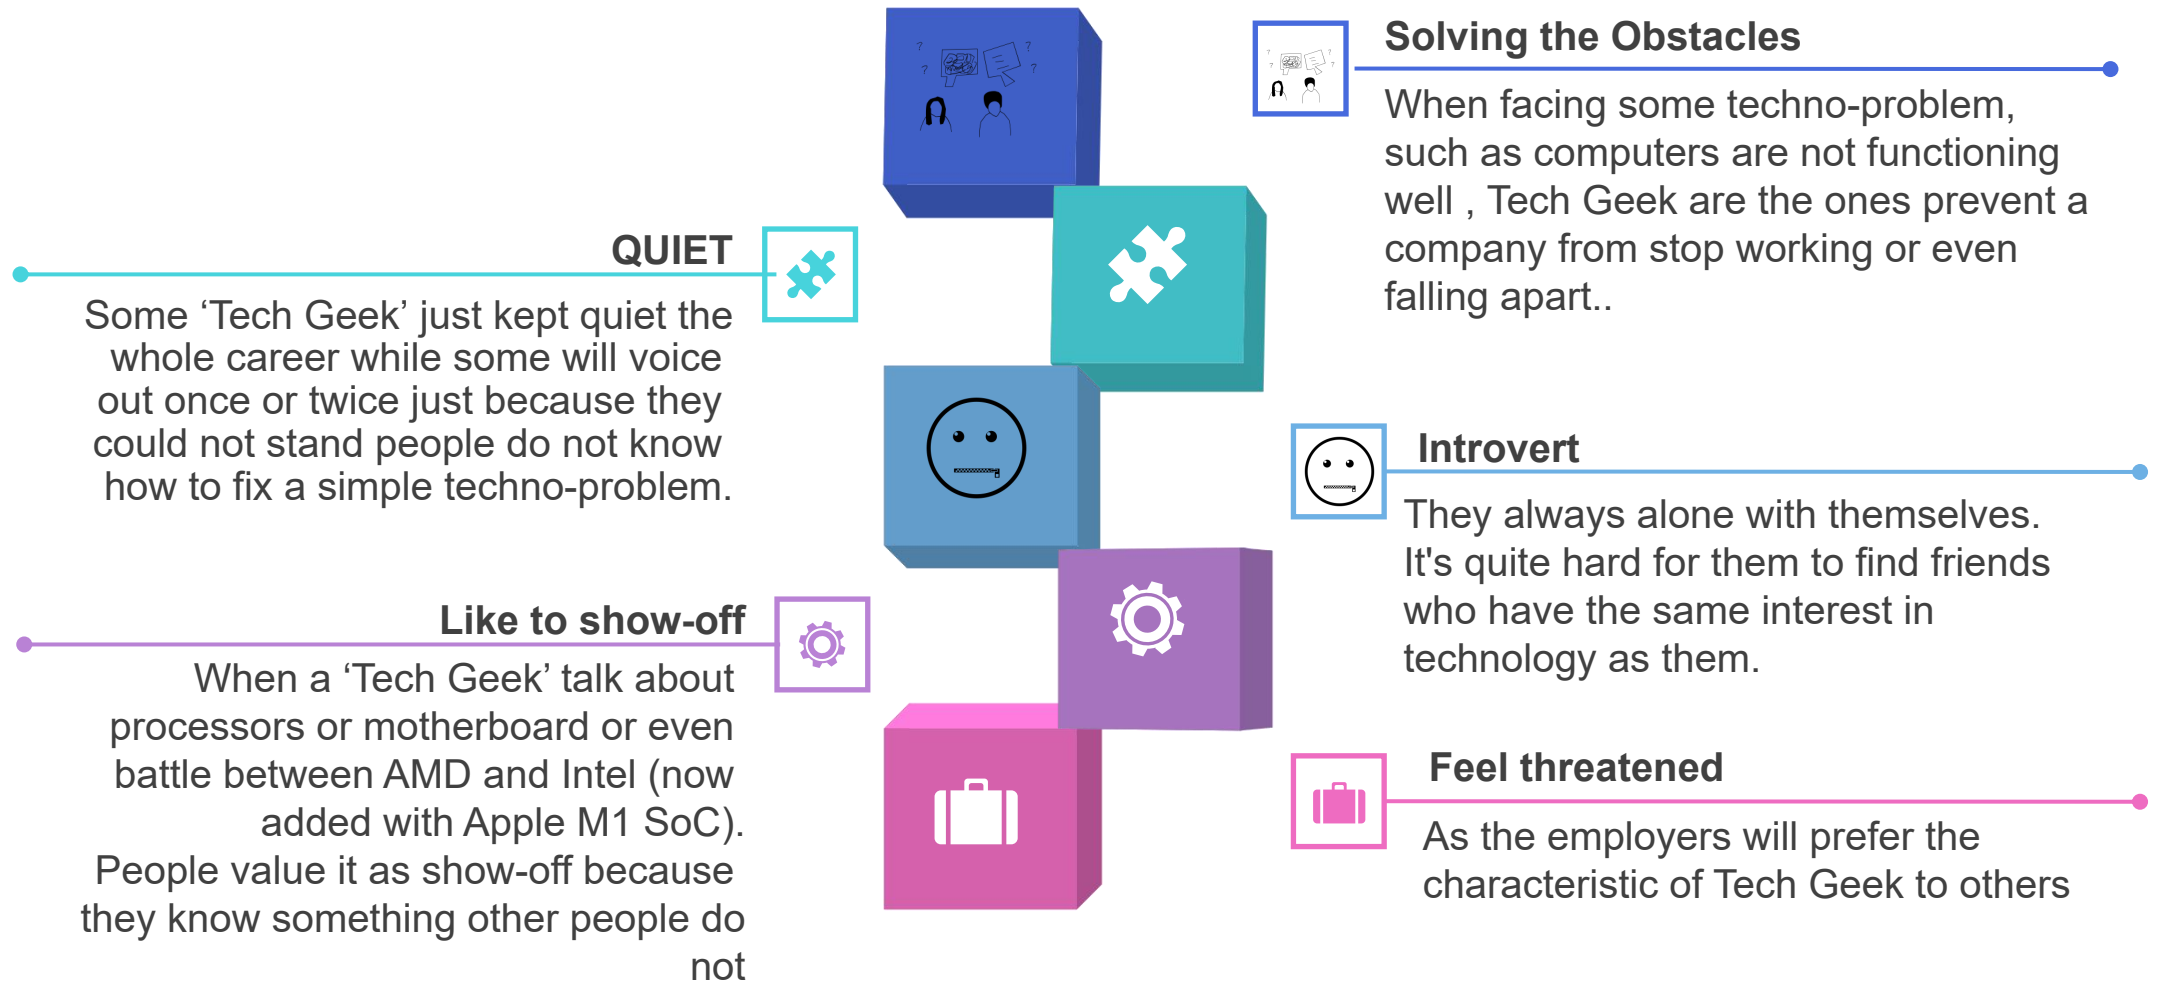 Solving the Obstacles
When facing some techno-problem,
such as computers are not functioning
well , Tech Geek are the ones prevent a
company from stop working or even
falling apart..
QUIET
Some ‘Tech Geek’ just kept quiet the
whole career while some will voice
out once or twice just because they
could not stand people do not know
how to fix a simple techno-problem.
Introvert
They always alone with themselves.
It's quite hard for them to find friends
who have the same interest in
technology as them.
Like to show-off
When a ‘Tech Geek’ talk about
processors or motherboard or even
battle between AMD and Intel (now
added with Apple M1 SoC).
People value it as show-off because
they know something other people do
not
Feel threatened
As the employers will prefer the
characteristic of Tech Geek to others